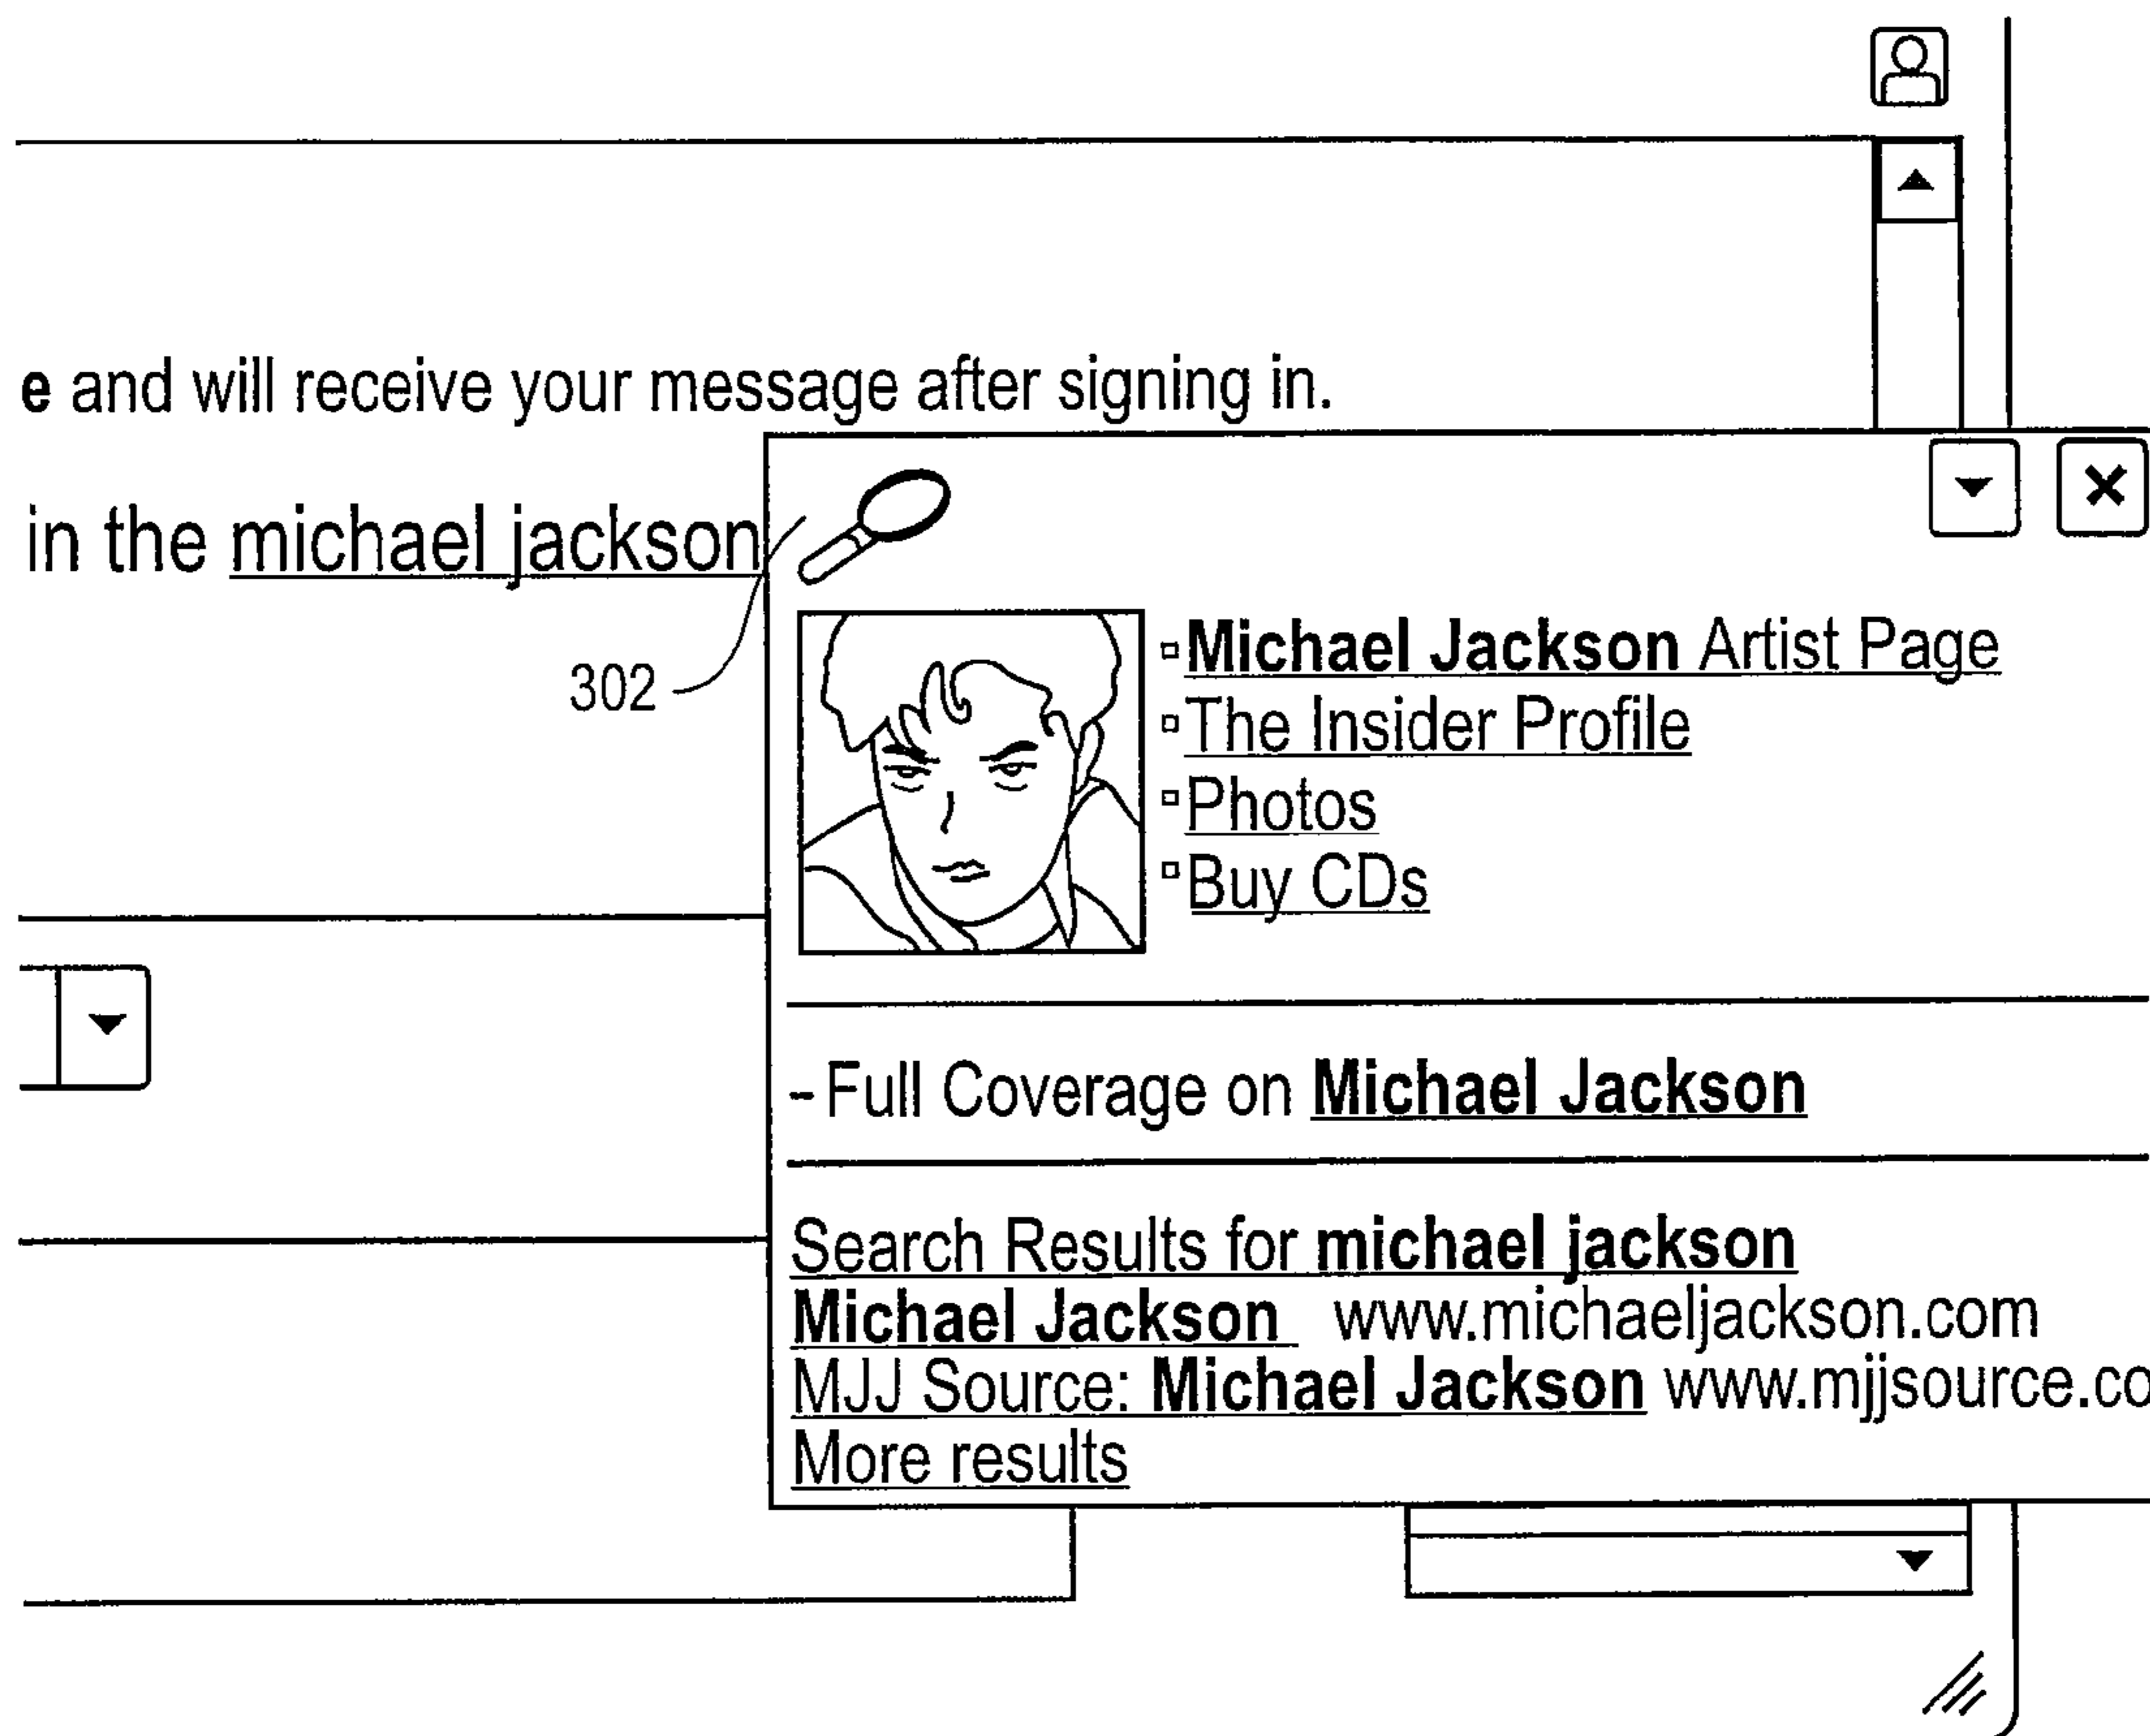 e and will receive your message after signing in.
in the michael jackson
302
Michael Jackson Artist Page
The Insider Profile
Photos
Buy CDs
- Full Coverage on Michael Jackson
Search Results for michael jackson
Michael Jackson www.michaeljackson.com
MJJ Source: Michael Jackson www.mjjsource.co
More results